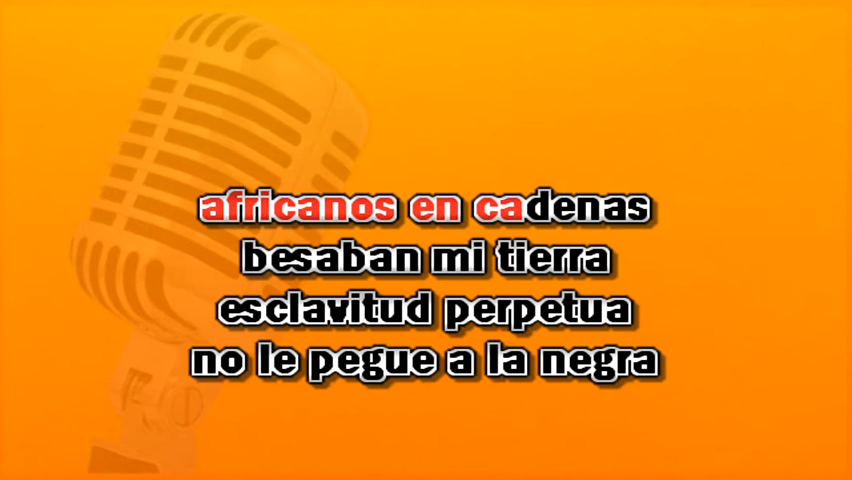 africanos en cadenas
besaban mi tierra
esclavitud perpetua
no le pegue a la negra